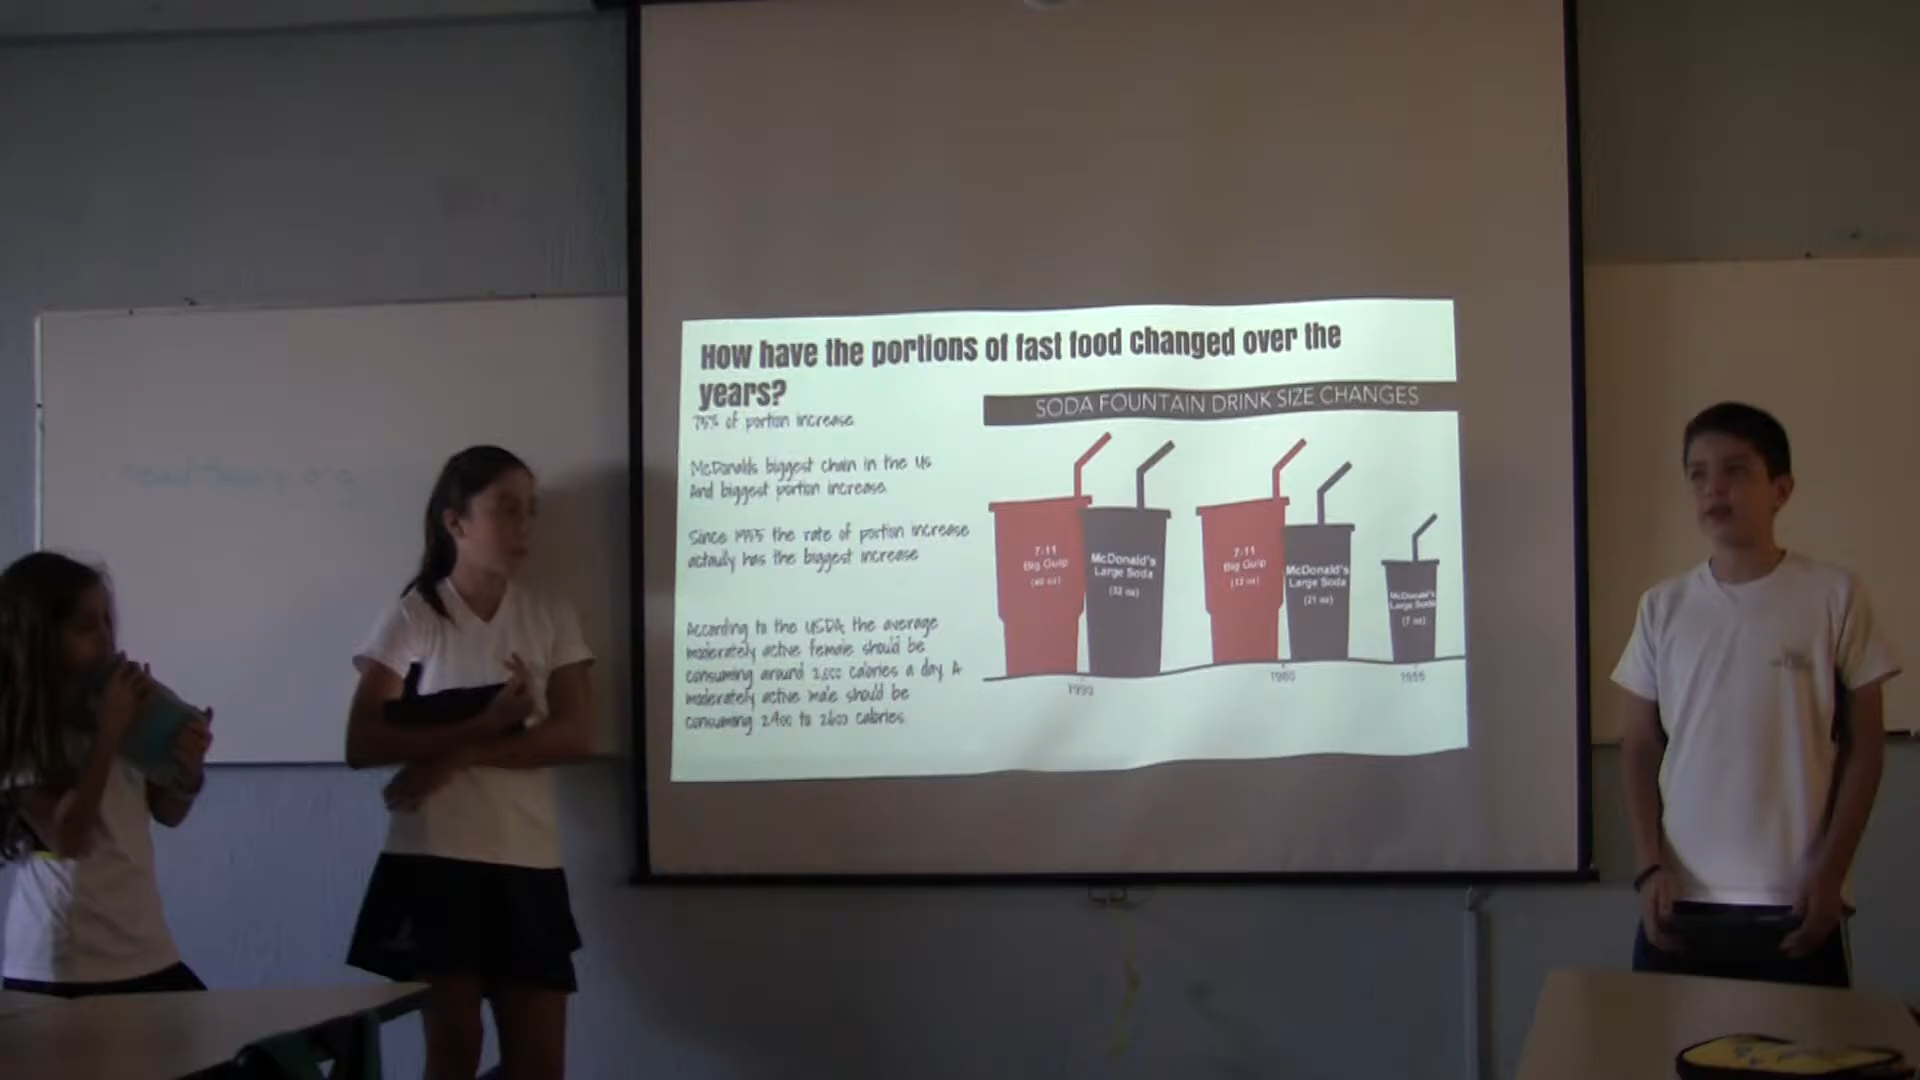 How have the portions of fast food changed over the
years?
75% of portion increase
McDonalds biggest chain in the US
And biggest portion increase.
Since 1955 the rate of portion increase
actually has the biggest increase
According to the USDA, the average
moderately active female should be
consuming around 2,000 calories a day. A
moderately active male should be
consuming 2400 to 2600 calories.
SODA FOUNTAIN DRINK SIZE CHANGES
7-11
Big Gulp
(40 oz)
McDonald's
Large Soda
(32 oz)
7-11
Big Gulp
(32 oz)
McDonald's
Large Soda
(21 oz)
McDonald's
Large Soda
(7 oz)
1980
1955